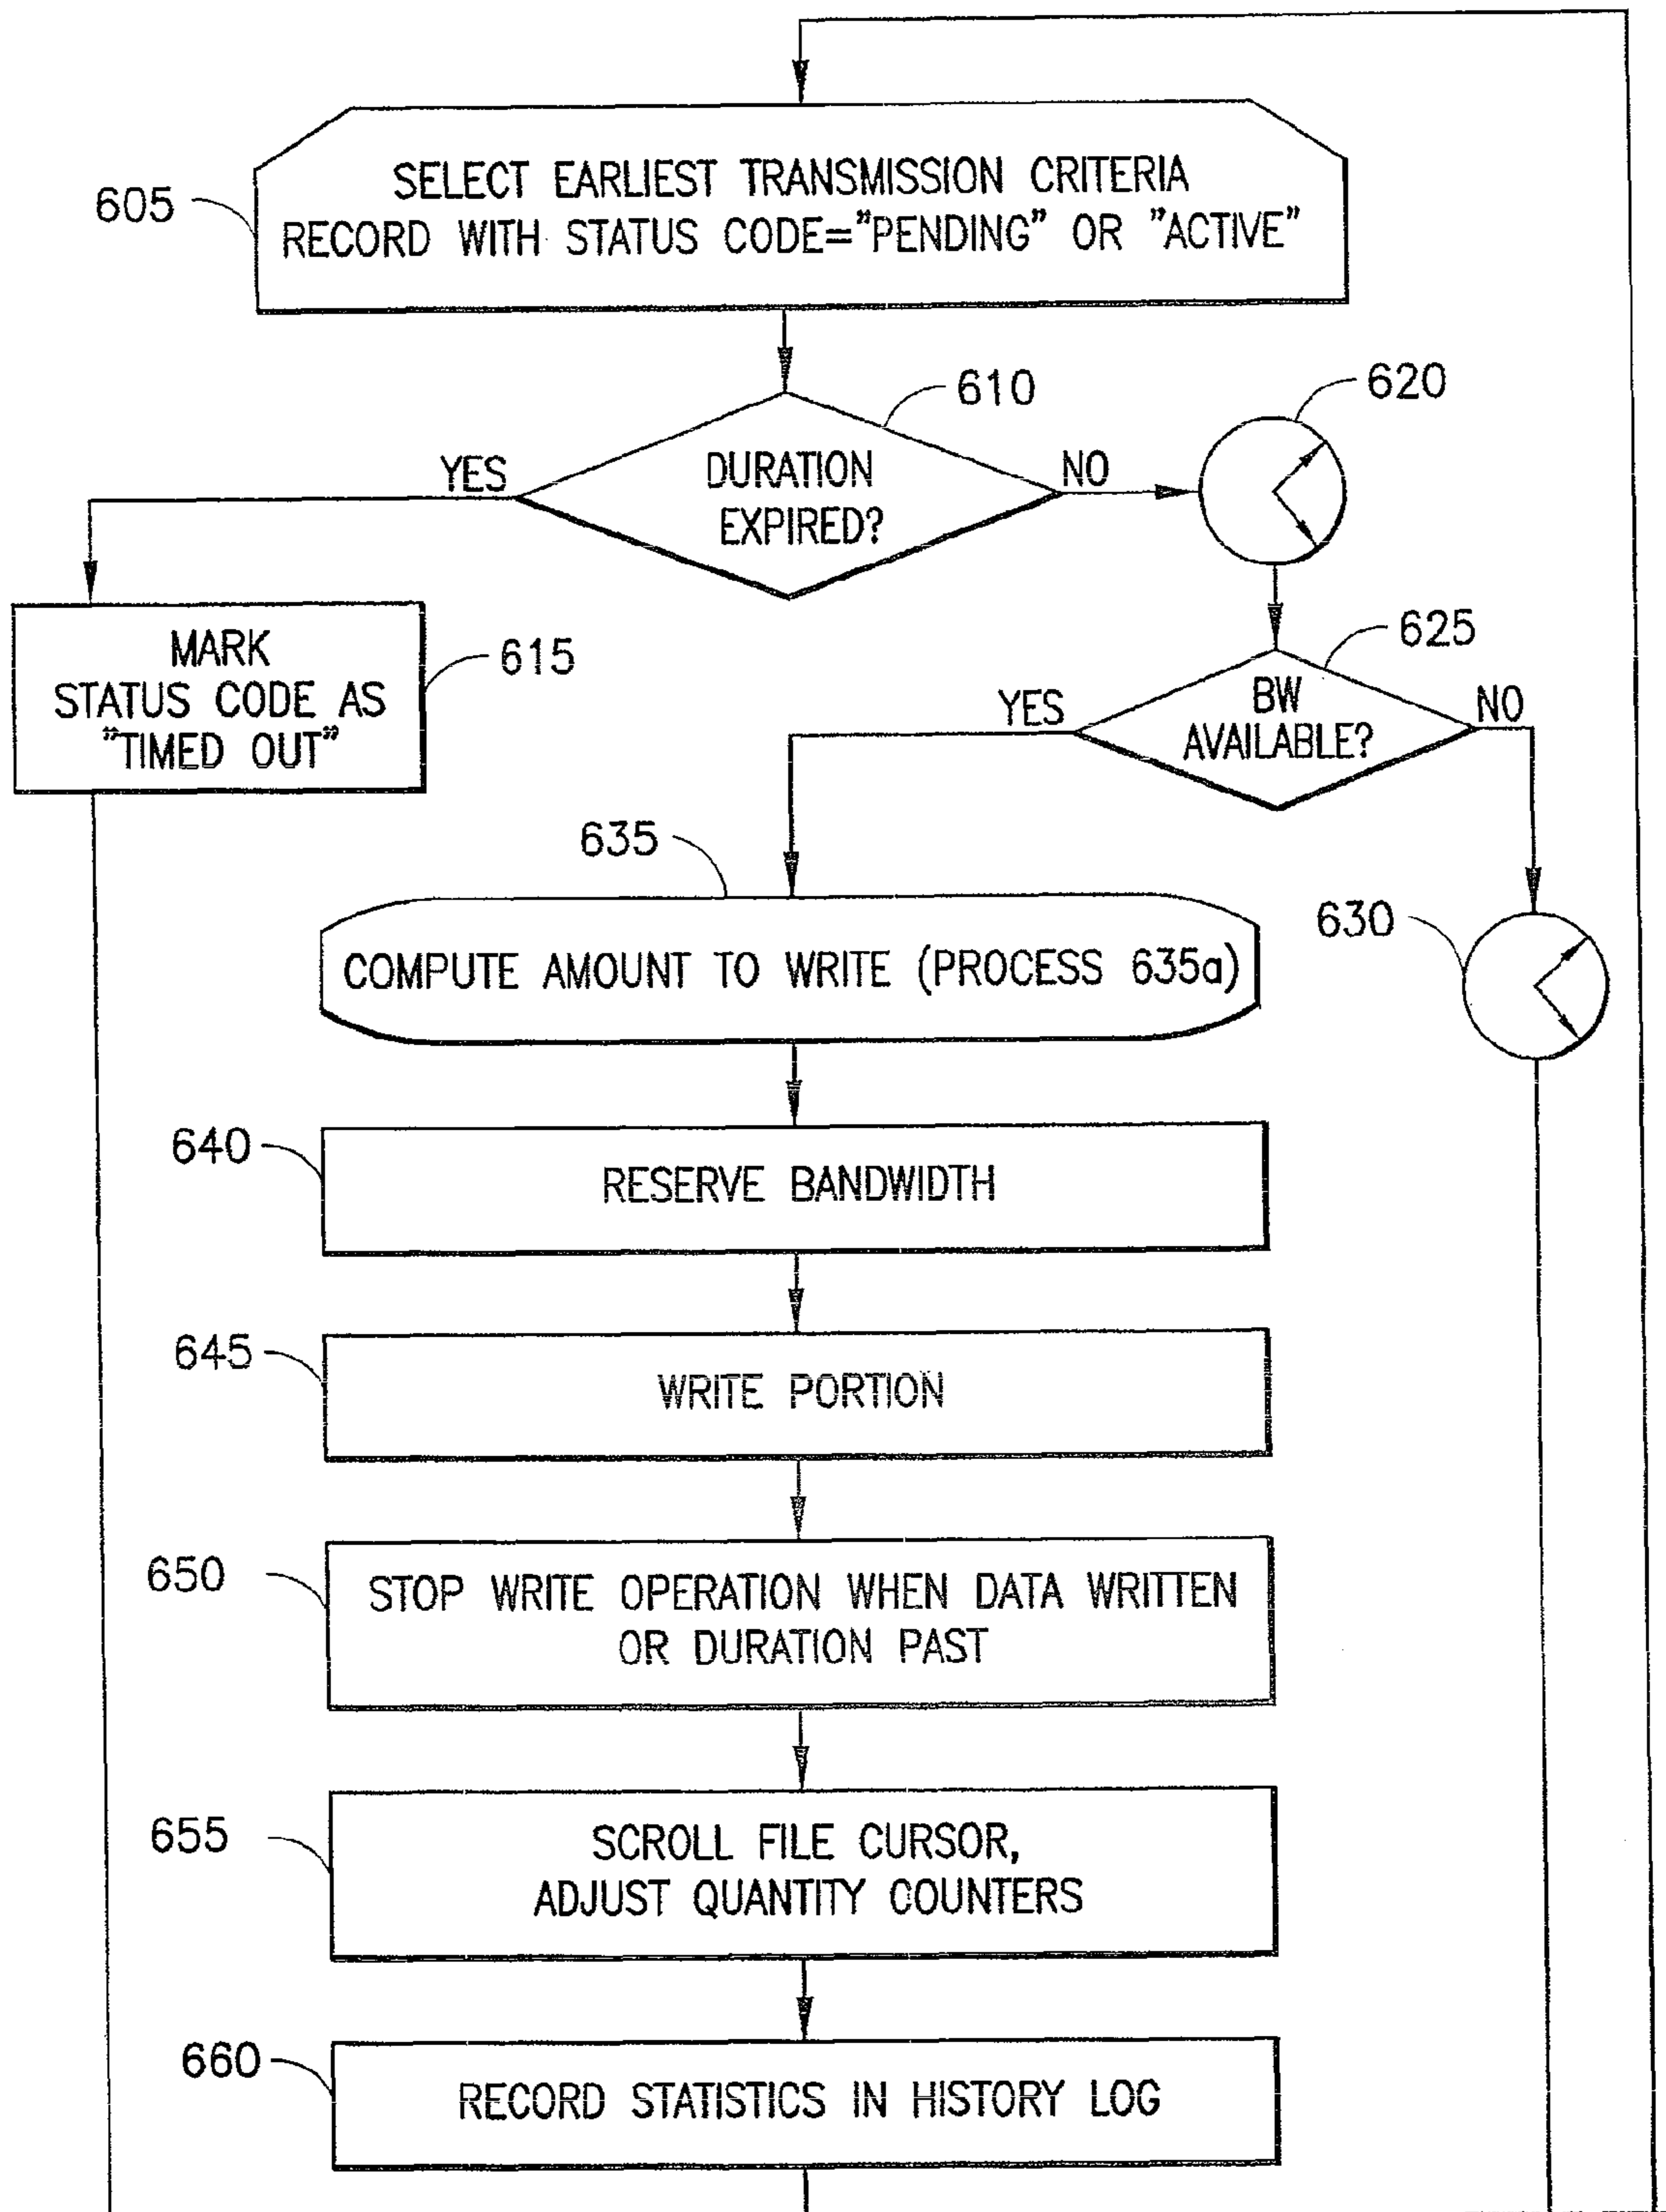 605
SELECT EARLIEST TRANSMISSION CRITERIA
RECORD WITH STATUS CODE=”PENDING” OR ”ACTIVE”
610
620
YES
DURATION
EXPIRED?
NO
MARK
STATUS CODE AS
”TIMED OUT”
615
625
YES
BW
AVAILABLE?
NO
635
630
COMPUTE AMOUNT TO WRITE (PROCESS 635a)
640
RESERVE BANDWIDTH
645
WRITE PORTION
650
STOP WRITE OPERATION WHEN DATA WRITTEN
OR DURATION PAST
655
SCROLL FILE CURSOR,
ADJUST QUANTITY COUNTERS
660
RECORD STATISTICS IN HISTORY LOG